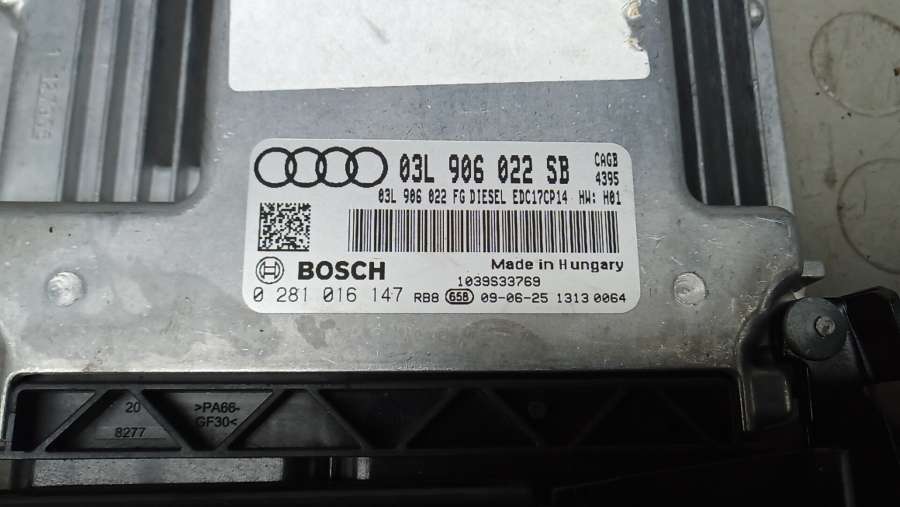 03L 906 022 SB CAGB
4395
03L 906 022 FG DIESEL EDC17CP14 HW: H01
BOSCH Made in Hungary
1039S33769
0 281 016 147 RBB 65B 09-06-25 1313 0064
20 >PA66-
8277 GF30<